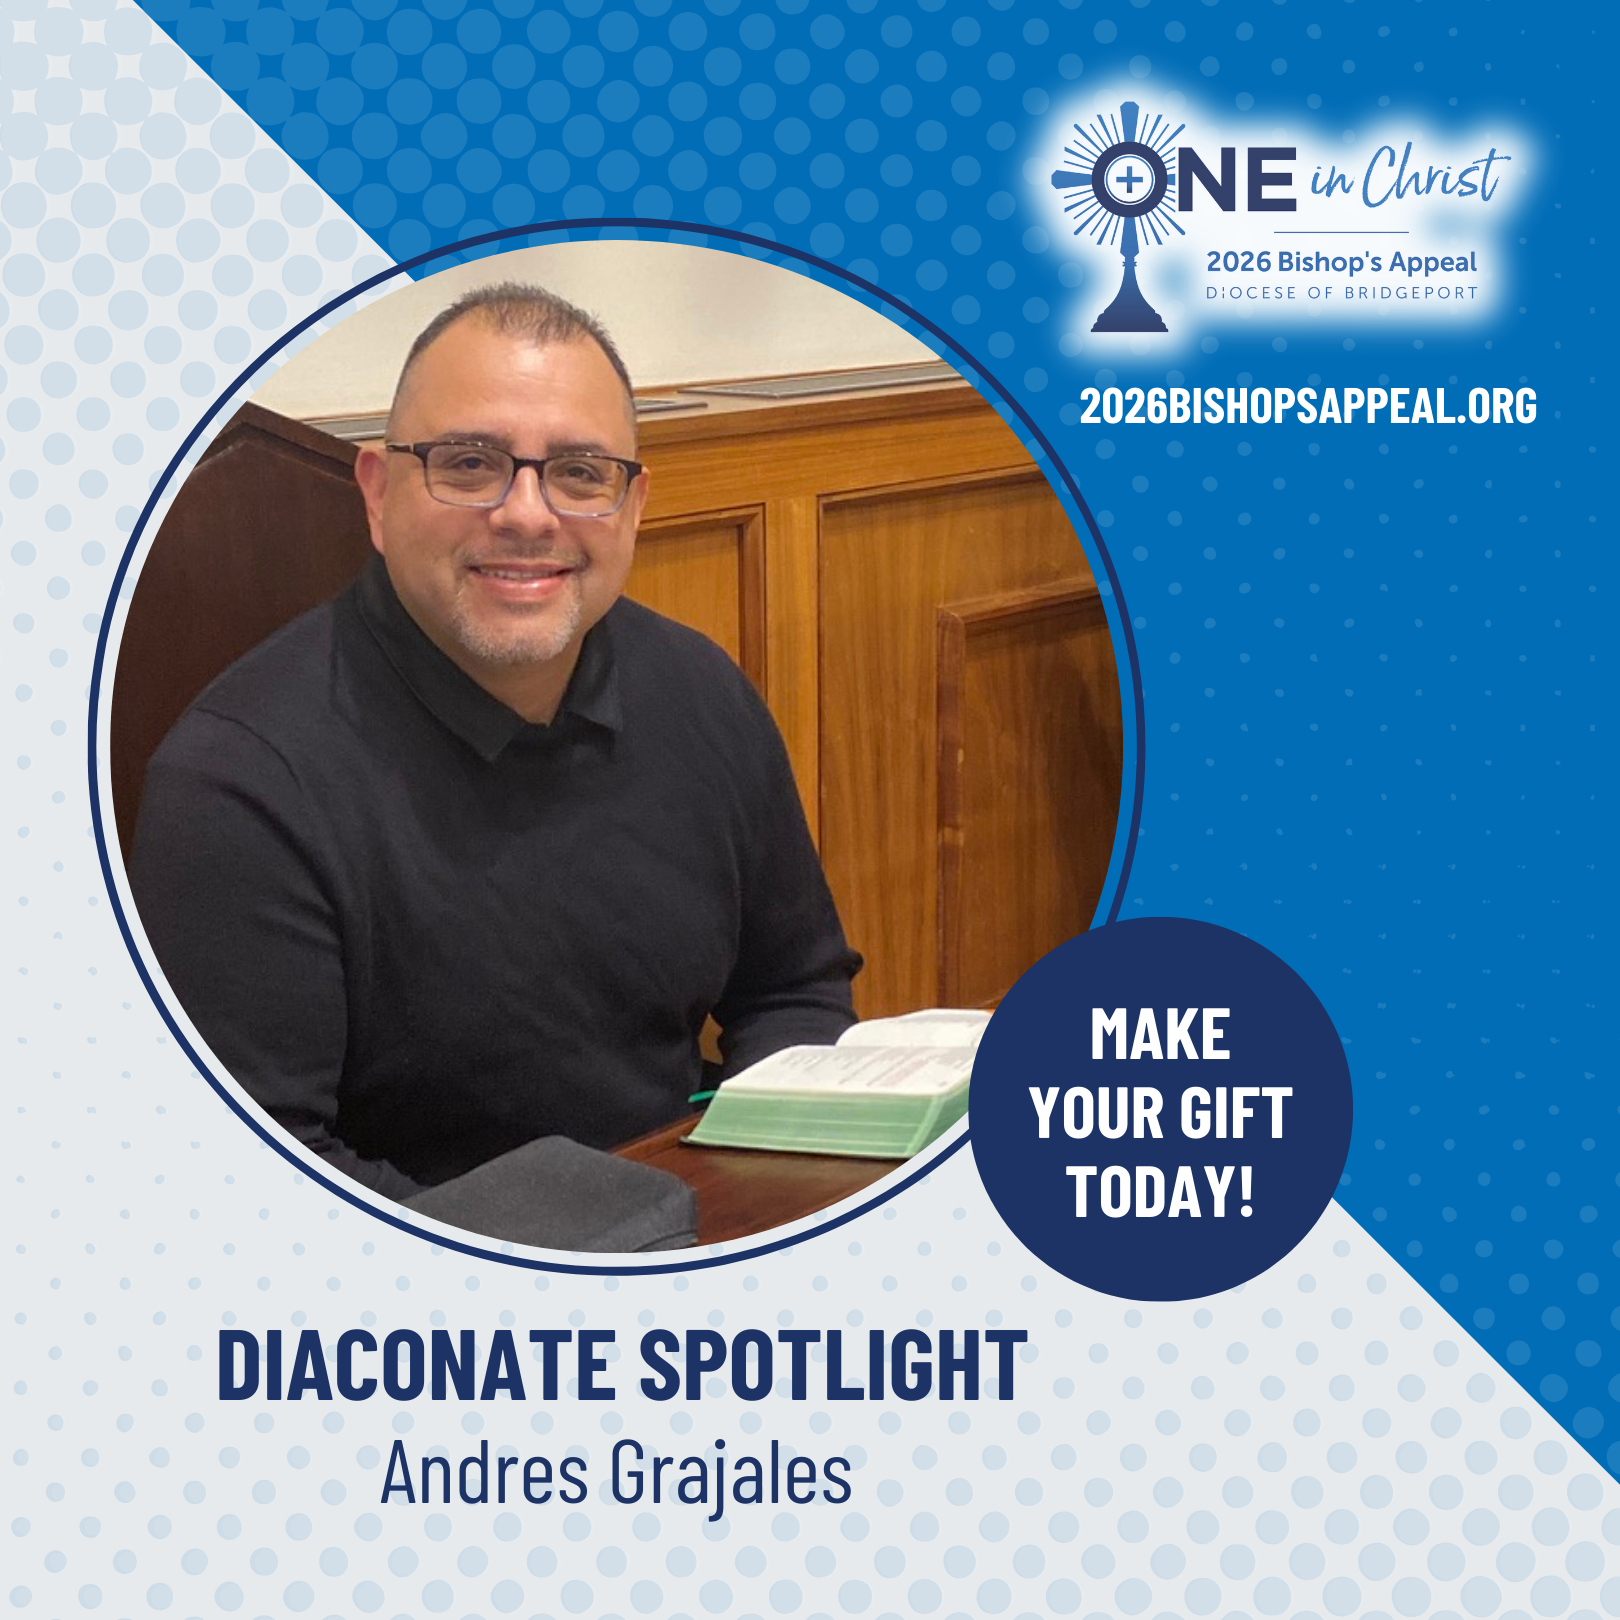 ONE in Christ
2026 Bishop's Appeal
DIOCESE OF BRIDGEPORT
2026BISHOPSAPPEAL.ORG
MAKE
YOUR GIFT
TODAY!
DIACONATE SPOTLIGHT
Andres Grajales